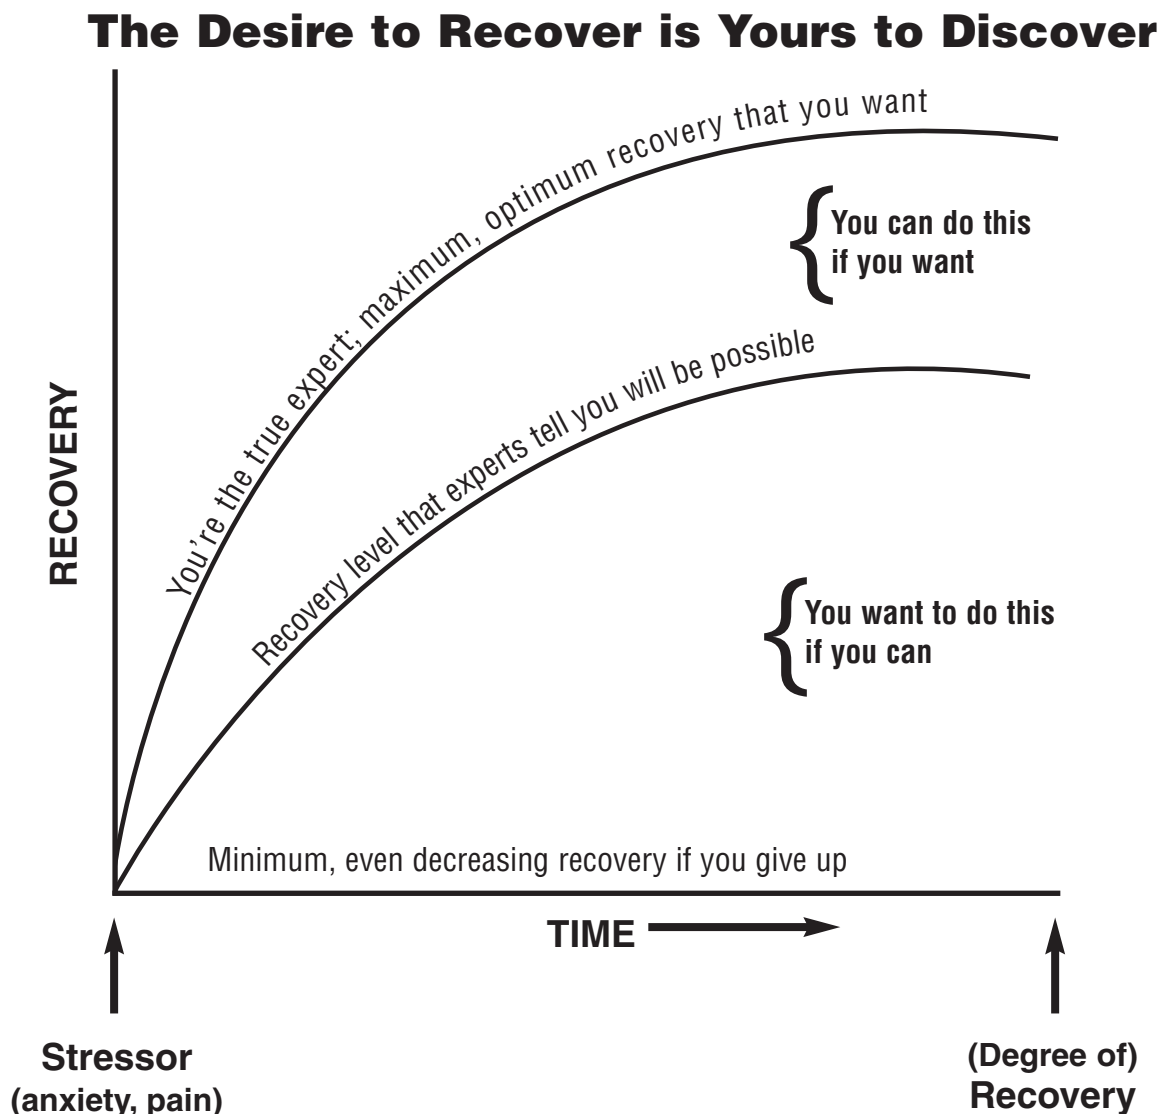 The Desire to Recover is Yours to Discover
You're the true expert; maximum, optimum recovery that you want
You can do this
if you want
Recovery level that experts tell you will be possible
RECOVERY
You want to do this
if you can
Minimum, even decreasing recovery if you give up
TIME
Stressor
(anxiety, pain)
(Degree of)
Recovery